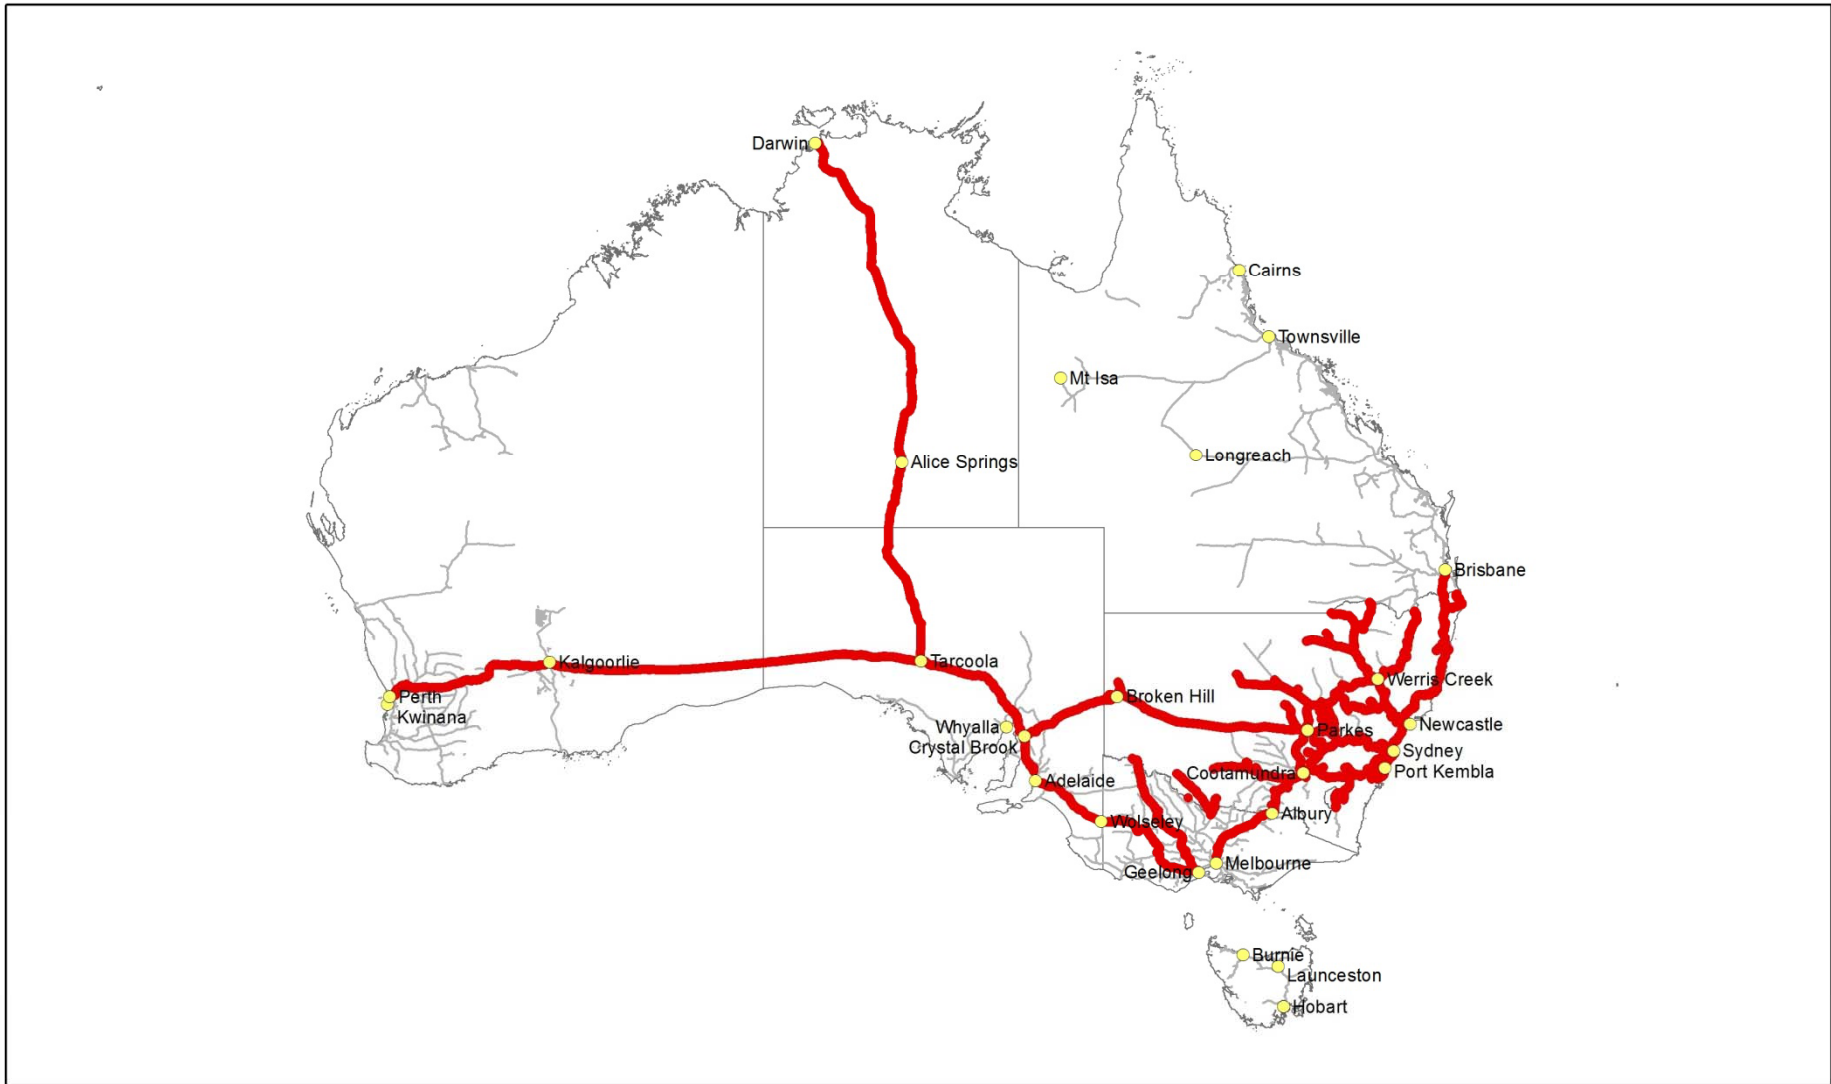 Darwin
Cairns
Townsville
Mt Isa
Longreach
Alice Springs
Brisbane
Tarcoola
Kalgoorlie
Werris Creek
Perth
Kwinana
Broken Hill
Newcastle
Whyalla
Parkes
Crystal Brook
Sydney
Cootamundra
Port Kembla
Adelaide
Albury
Wolseley
Melbourne
Geelong
Burnie
Launceston
Hobart